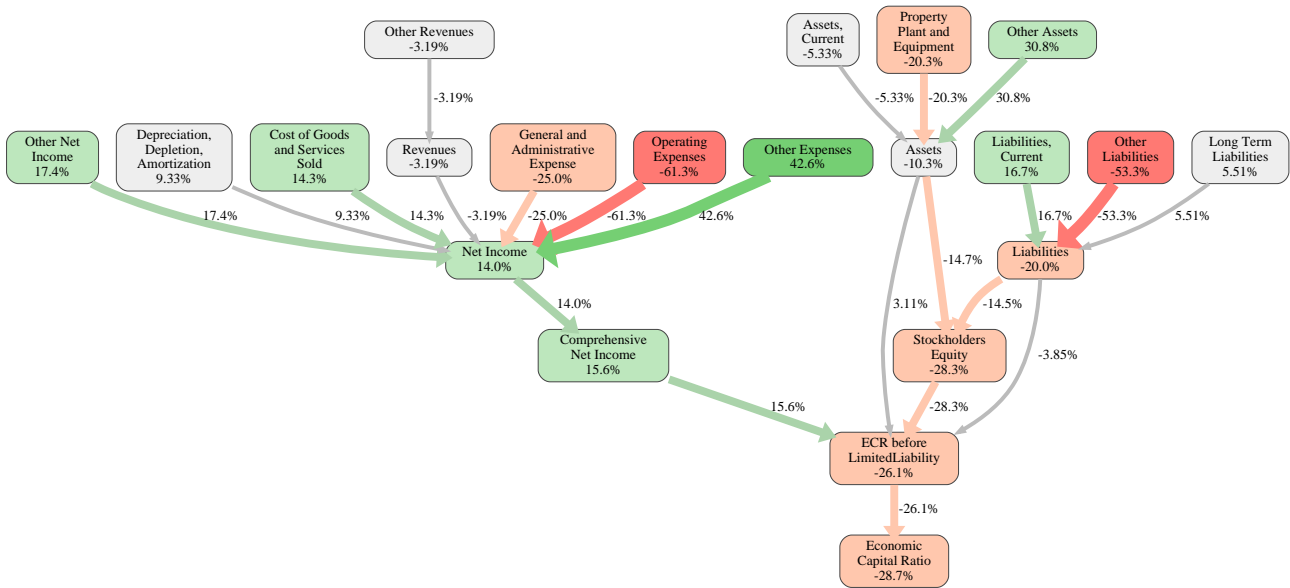 Other Revenues
-3.19%
Assets,
Current
-5.33%
Property
Plant and
Equipment
-20.3%
Other Assets
30.8%
-3.19%
-5.33%
-20.3%
30.8%
Other Net
Income
17.4%
Depreciation,
Depletion,
Amortization
9.33%
Cost of Goods
and Services
Sold
14.3%
Revenues
-3.19%
General and
Administrative
Expense
-25.0%
Operating
Expenses
-61.3%
Other Expenses
42.6%
Assets
-10.3%
Liabilities,
Current
16.7%
Other
Liabilities
-53.3%
Long Term
Liabilities
5.51%
17.4%
9.33%
14.3%
-3.19%
-25.0%
-61.3%
42.6%
16.7%
-53.3%
5.51%
Net Income
14.0%
-14.7%
Liabilities
-20.0%
14.0%
3.11%
-14.5%
Comprehensive
Net Income
15.6%
Stockholders
Equity
-28.3%
-3.85%
15.6%
-28.3%
ECR before
LimitedLiability
-26.1%
-26.1%
Economic
Capital Ratio
-28.7%